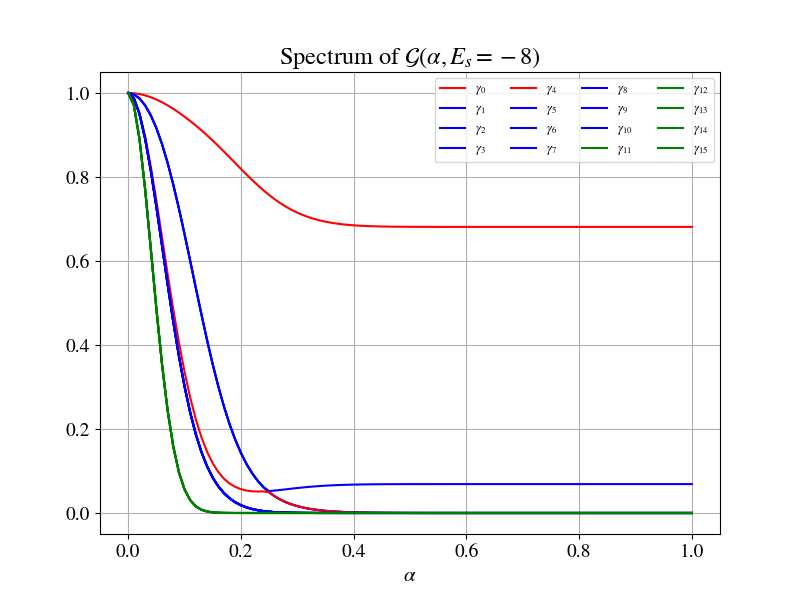 Spectrum of 𝒢(α, E_s = −8)
γ₀ γ₄ γ₈ γ₁₂
γ₁ γ₅ γ₉ γ₁₃
γ₂ γ₆ γ₁₀ γ₁₄
γ₃ γ₇ γ₁₁ γ₁₅
1.0
0.8
0.6
0.4
0.2
0.0
0.0 0.2 0.4 0.6 0.8 1.0
α